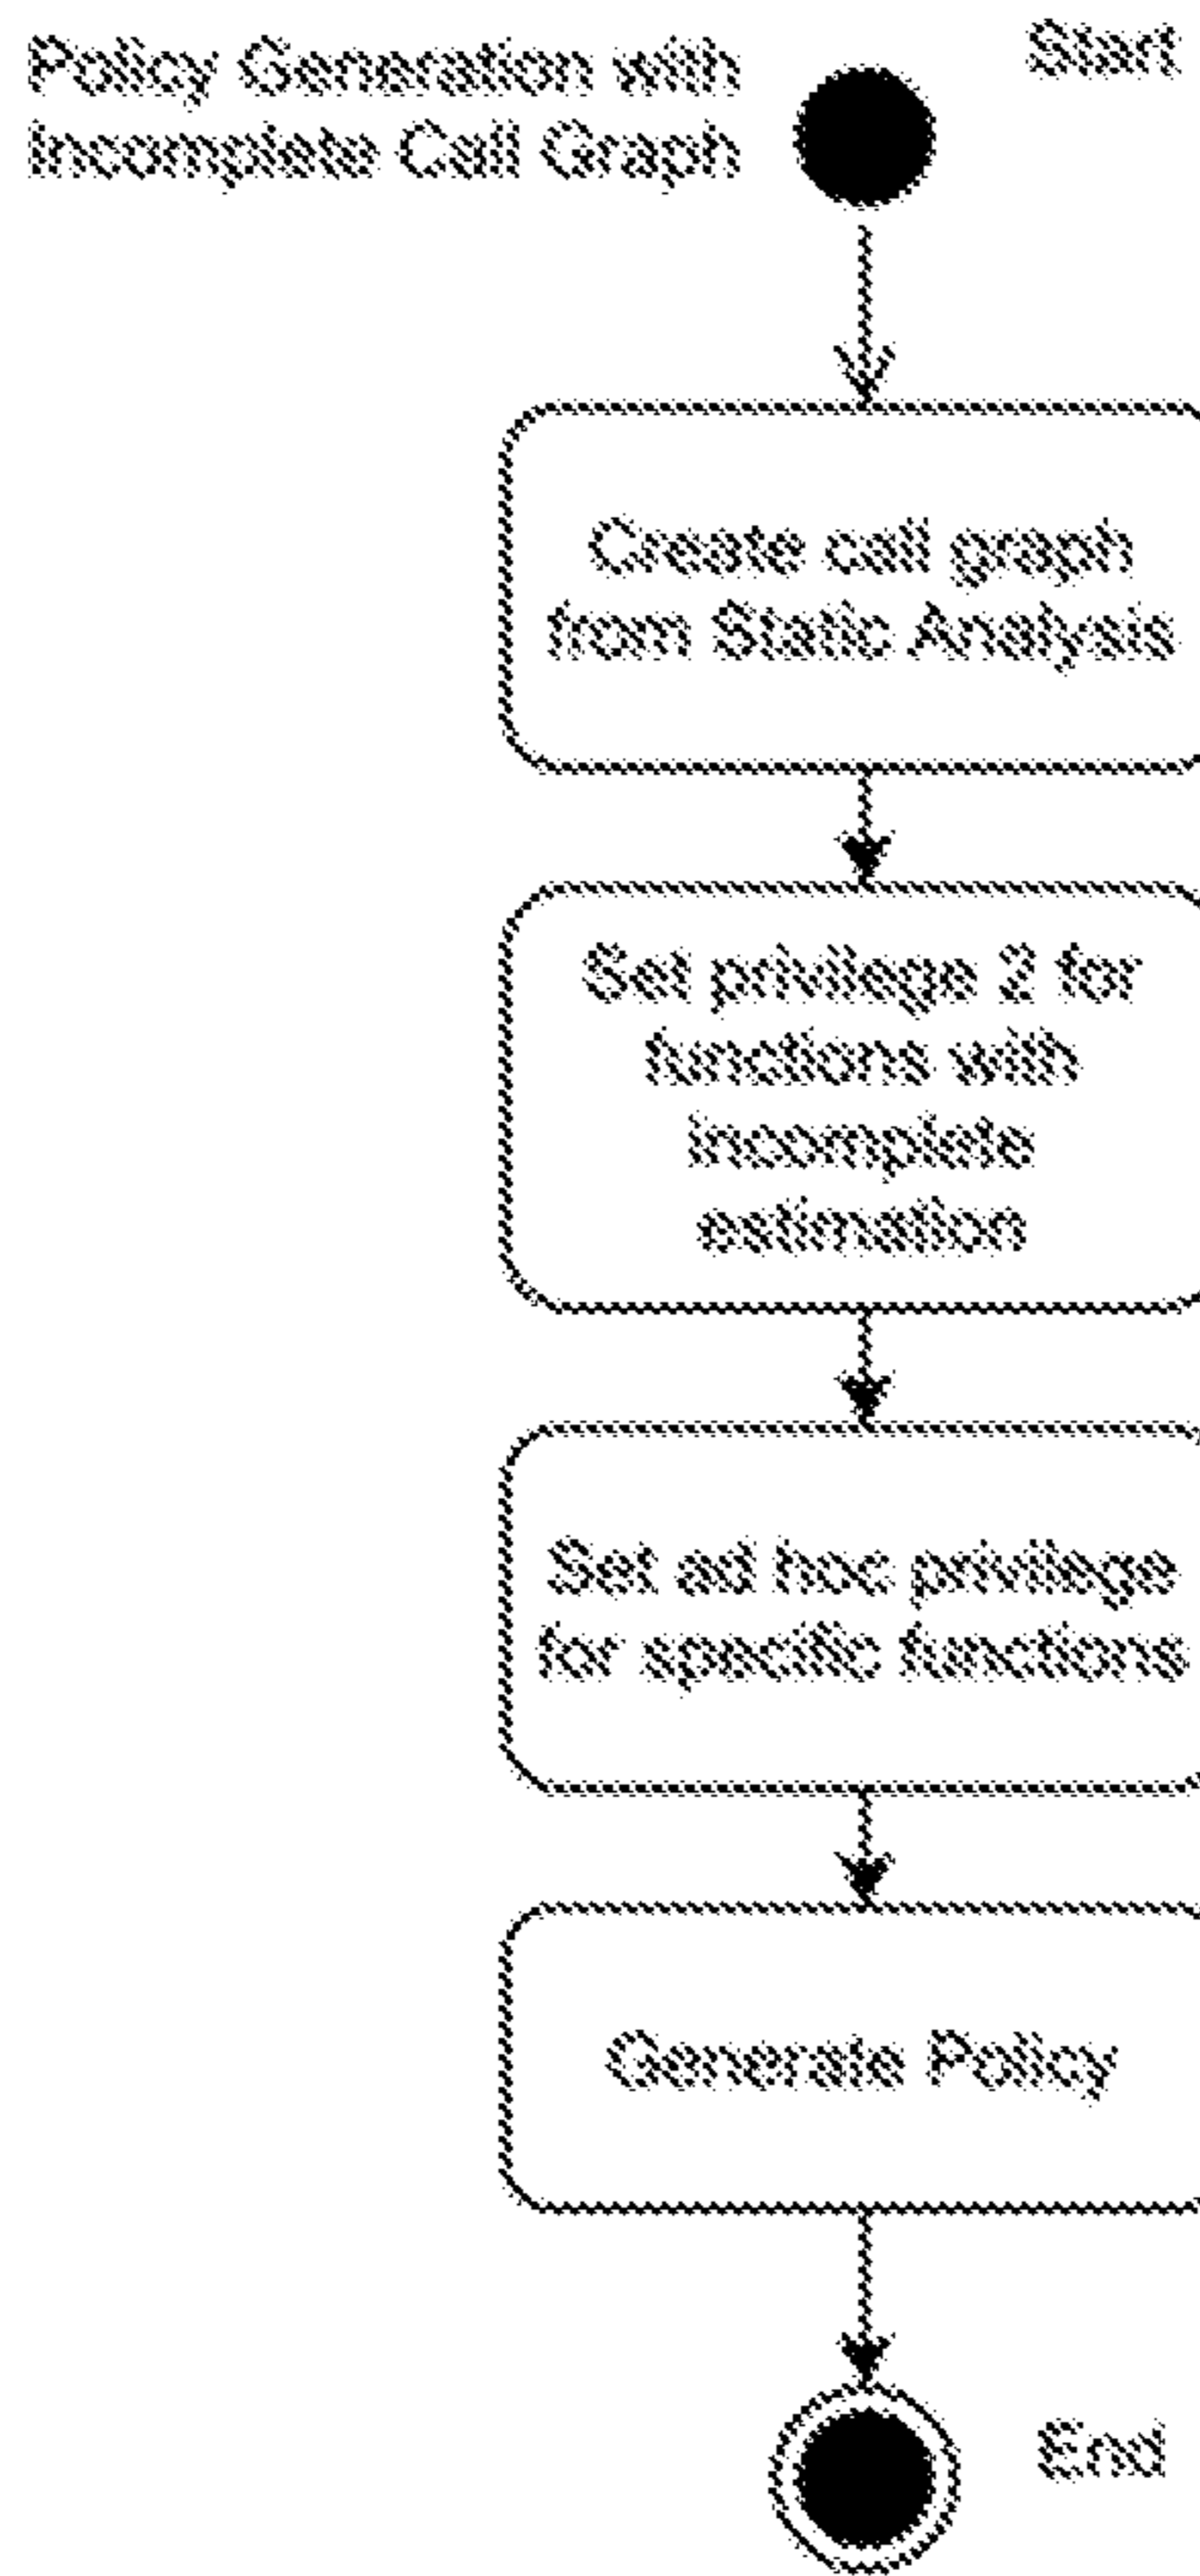 Policy Generation with
Incomplete Call Graph
Start
Create call graph
from Static Analysis
Set privilege 2 for
functions with
incomplete
estimation
Set ad hoc privilege
for specific functions
Generate Policy
End